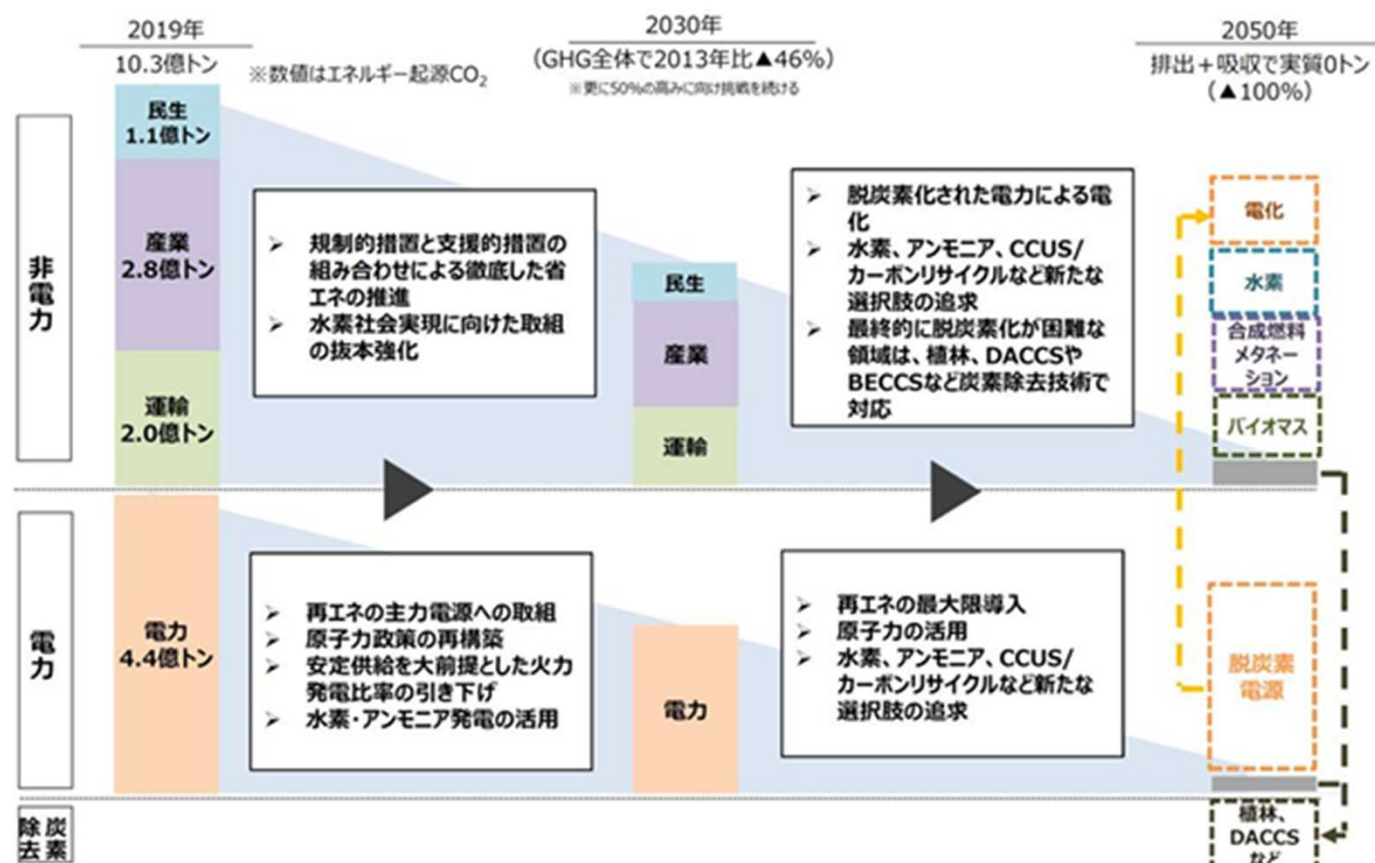 2019年
10.3億トン
※数値はエネルギー起源CO₂
2030年
(GHG全体で2013年比▲46%)
※更に50%の高みに向け挑戦を続ける
2050年
排出+吸収で実質0トン
(▲100%)
非電力
民生
1.1億トン
産業
2.8億トン
運輸
2.0億トン
➢ 規制的措置と支援的措置の
組み合わせによる徹底した省
エネの推進
➢ 水素社会実現に向けた取組
の抜本強化
民生
産業
運輸
➢ 脱炭素化された電力による電
化
➢ 水素、アンモニア、CCUS/
カーボンリサイクルなど新たな
選択肢の追求
➢ 最終的に脱炭素化が困難な
領域は、植林、DACCSや
BECCSなど炭素除去技術で
対応
電化
水素
合成燃料
メタネー
ション
バイオマス
電力
電力
4.4億トン
➢ 再エネの主力電源への取組
➢ 原子力政策の再構築
➢ 安定供給を大前提とした火力
発電比率の引き下げ
➢ 水素・アンモニア発電の活用
電力
➢ 再エネの最大限導入
➢ 原子力の活用
➢ 水素、アンモニア、CCUS/
カーボンリサイクルなど新たな
選択肢の追求
脱炭素
電源
炭素
除去
植林、
DACCS
など